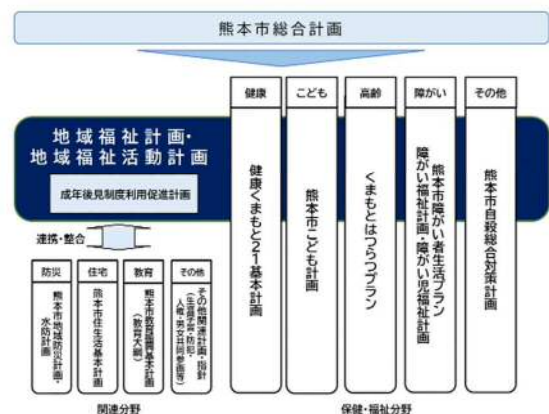 熊本市総合計画
健康
こども
高齢
障がい
その他
地域福祉計画・
地域福祉活動計画
成年後見制度利用促進計画
健康くまもと21基本計画
熊本市こども計画
くまもとはつらつプラン
熊本市障がい者生活プラン
障がい福祉計画・障がい児福祉計画
熊本市自殺総合対策計画
連携・整合
防災
住宅
教育
その他
熊本市地域防災計画・
水防計画
熊本市住生活基本計画
熊本市教育振興基本計画
(教育大綱)
その他関連計画・指針
(生涯学習・防犯・
人権・男女共同参画等)
関連分野
保健・福祉分野